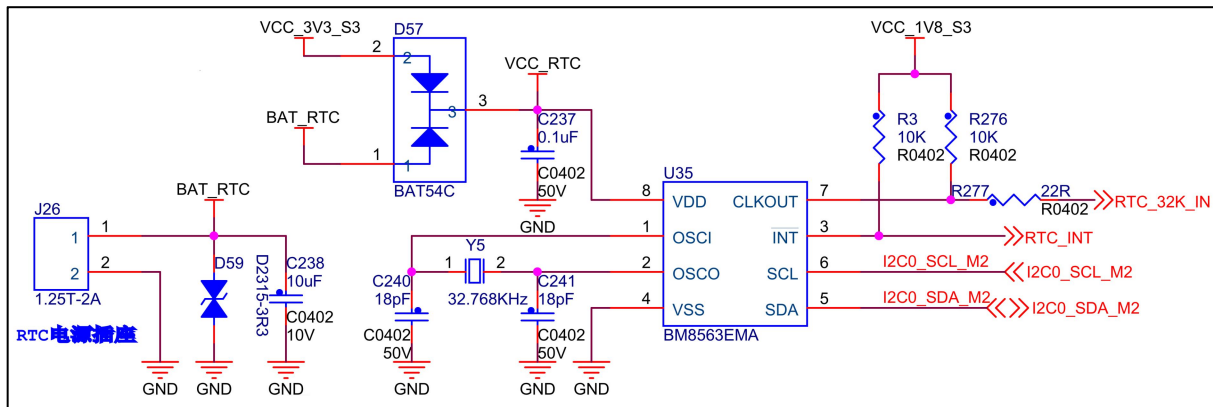 VCC_3V3_S3
D57
2
2
VCC_RTC
3
3
BAT_RTC
1
1
BAT54C
C237
0.1uF
C0402
50V
GND
VCC_1V8_S3
R3
10K
R0402
R276
10K
R0402
BAT_RTC
J26
1
1
2
2
1.25T-2A
RTC电源插座
D59
D2315-3R3
C238
10uF
C0402
10V
GND
GND
GND
U35
8
VDD
CLKOUT
7
R277
22R
R0402
RTC_32K_IN
1
OSCI
INT
3
RTC_INT
2
OSCO
SCL
6
I2C0_SCL_M2
I2C0_SCL_M2
4
VSS
SDA
5
I2C0_SDA_M2
I2C0_SDA_M2
BM8563EMA
Y5
1
2
32.768KHz
C240
18pF
C0402
50V
C241
18pF
C0402
50V
GND
GND
GND